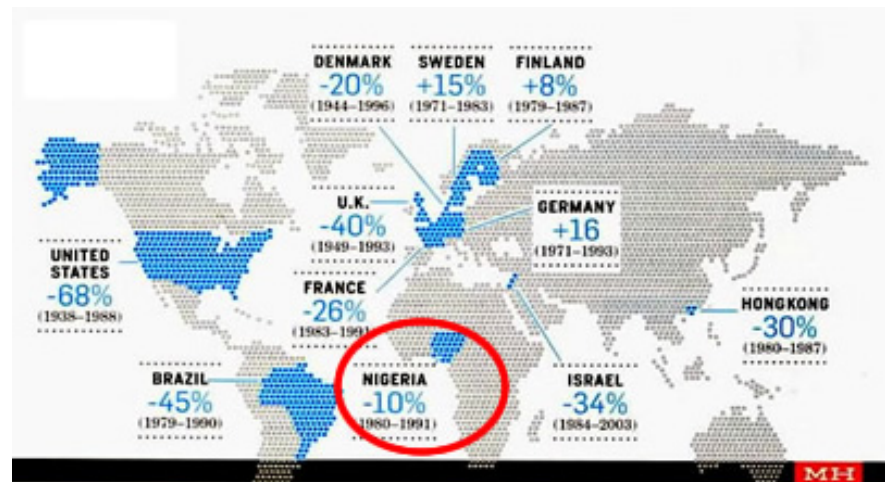 DENMARK
-20%
(1944–1996)
SWEDEN
+15%
(1971–1983)
FINLAND
+8%
(1979–1987)
U.K.
-40%
(1949–1993)
GERMANY
+16
(1971–1993)
UNITED
STATES
-68%
(1938–1988)
FRANCE
-26%
(1983–1991)
HONGKONG
-30%
(1980–1987)
BRAZIL
-45%
(1979–1990)
NIGERIA
-10%
(1980–1991)
ISRAEL
-34%
(1984–2003)
MH